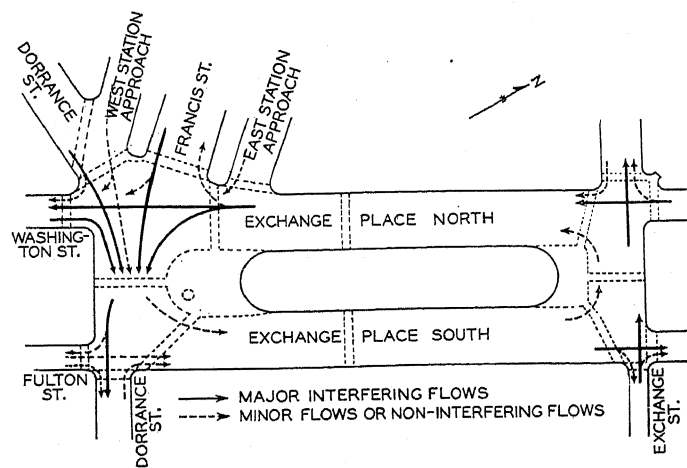 DORRANCE
ST.
WEST STATION
APPROACH
FRANCIS ST.
EAST STATION
APPROACH
N
EXCHANGE PLACE NORTH
WASHING-
TON ST.
EXCHANGE PLACE SOUTH
FULTON
ST.
DORRANCE
ST.
MAJOR INTERFERING FLOWS
MINOR FLOWS OR NON-INTERFERING FLOWS
EXCHANGE
ST.